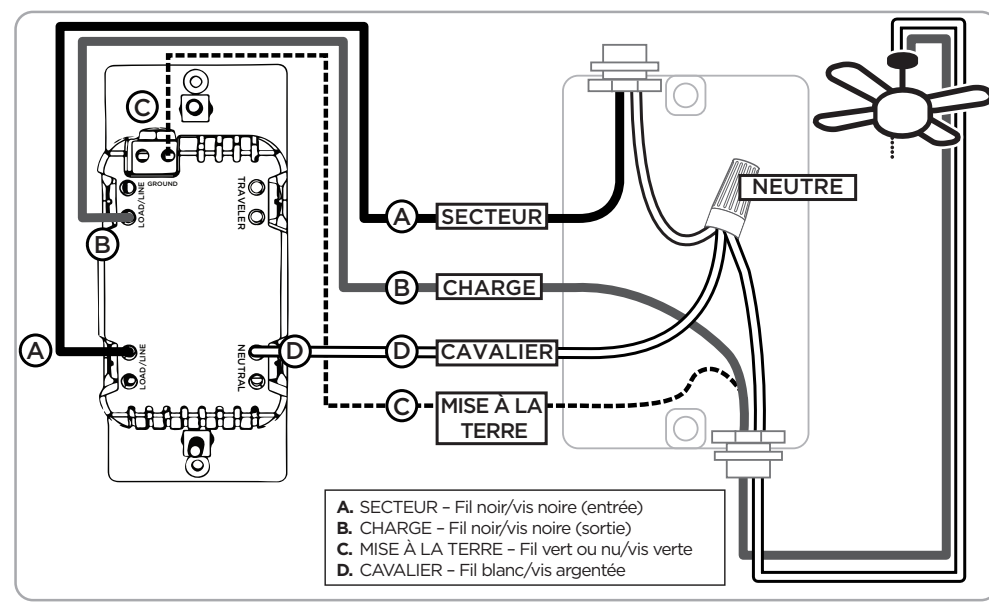 C
GROUND
LOAD/LINE
TRAVELER
B
A
LOAD/LINE
NEUTRAL
D
A SECTEUR
B CHARGE
D CAVALIER
C MISE À LA
TERRE
NEUTRE
A. SECTEUR – Fil noir/vis noire (entrée)
B. CHARGE – Fil noir/vis noire (sortie)
C. MISE À LA TERRE – Fil vert ou nu/vis verte
D. CAVALIER – Fil blanc/vis argentée